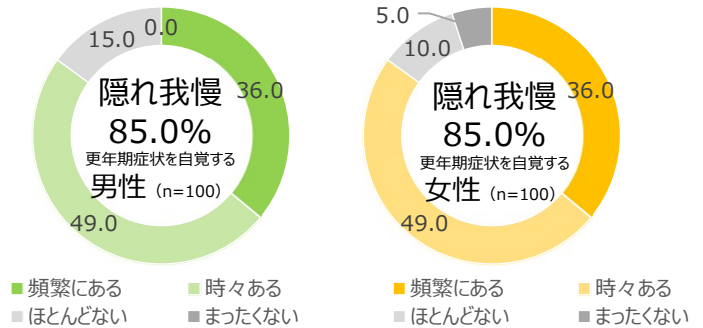 15.0
0.0
36.0
49.0
隠れ我慢
85.0%
更年期症状を自覚する
男性 (n=100)
頻繁にある
時々ある
ほとんどない
まったくない
5.0
10.0
36.0
49.0
隠れ我慢
85.0%
更年期症状を自覚する
女性 (n=100)
頻繁にある
時々ある
ほとんどない
まったくない